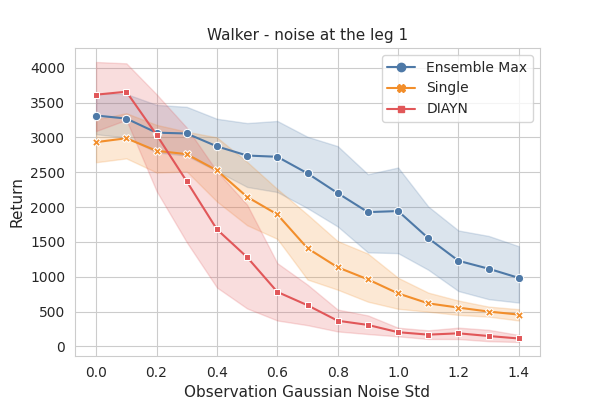 Walker - noise at the leg 1
Ensemble Max
Single
DIAYN
4000
3500
3000
2500
2000
1500
1000
500
0
Return
0.0 0.2 0.4 0.6 0.8 1.0 1.2 1.4
Observation Gaussian Noise Std